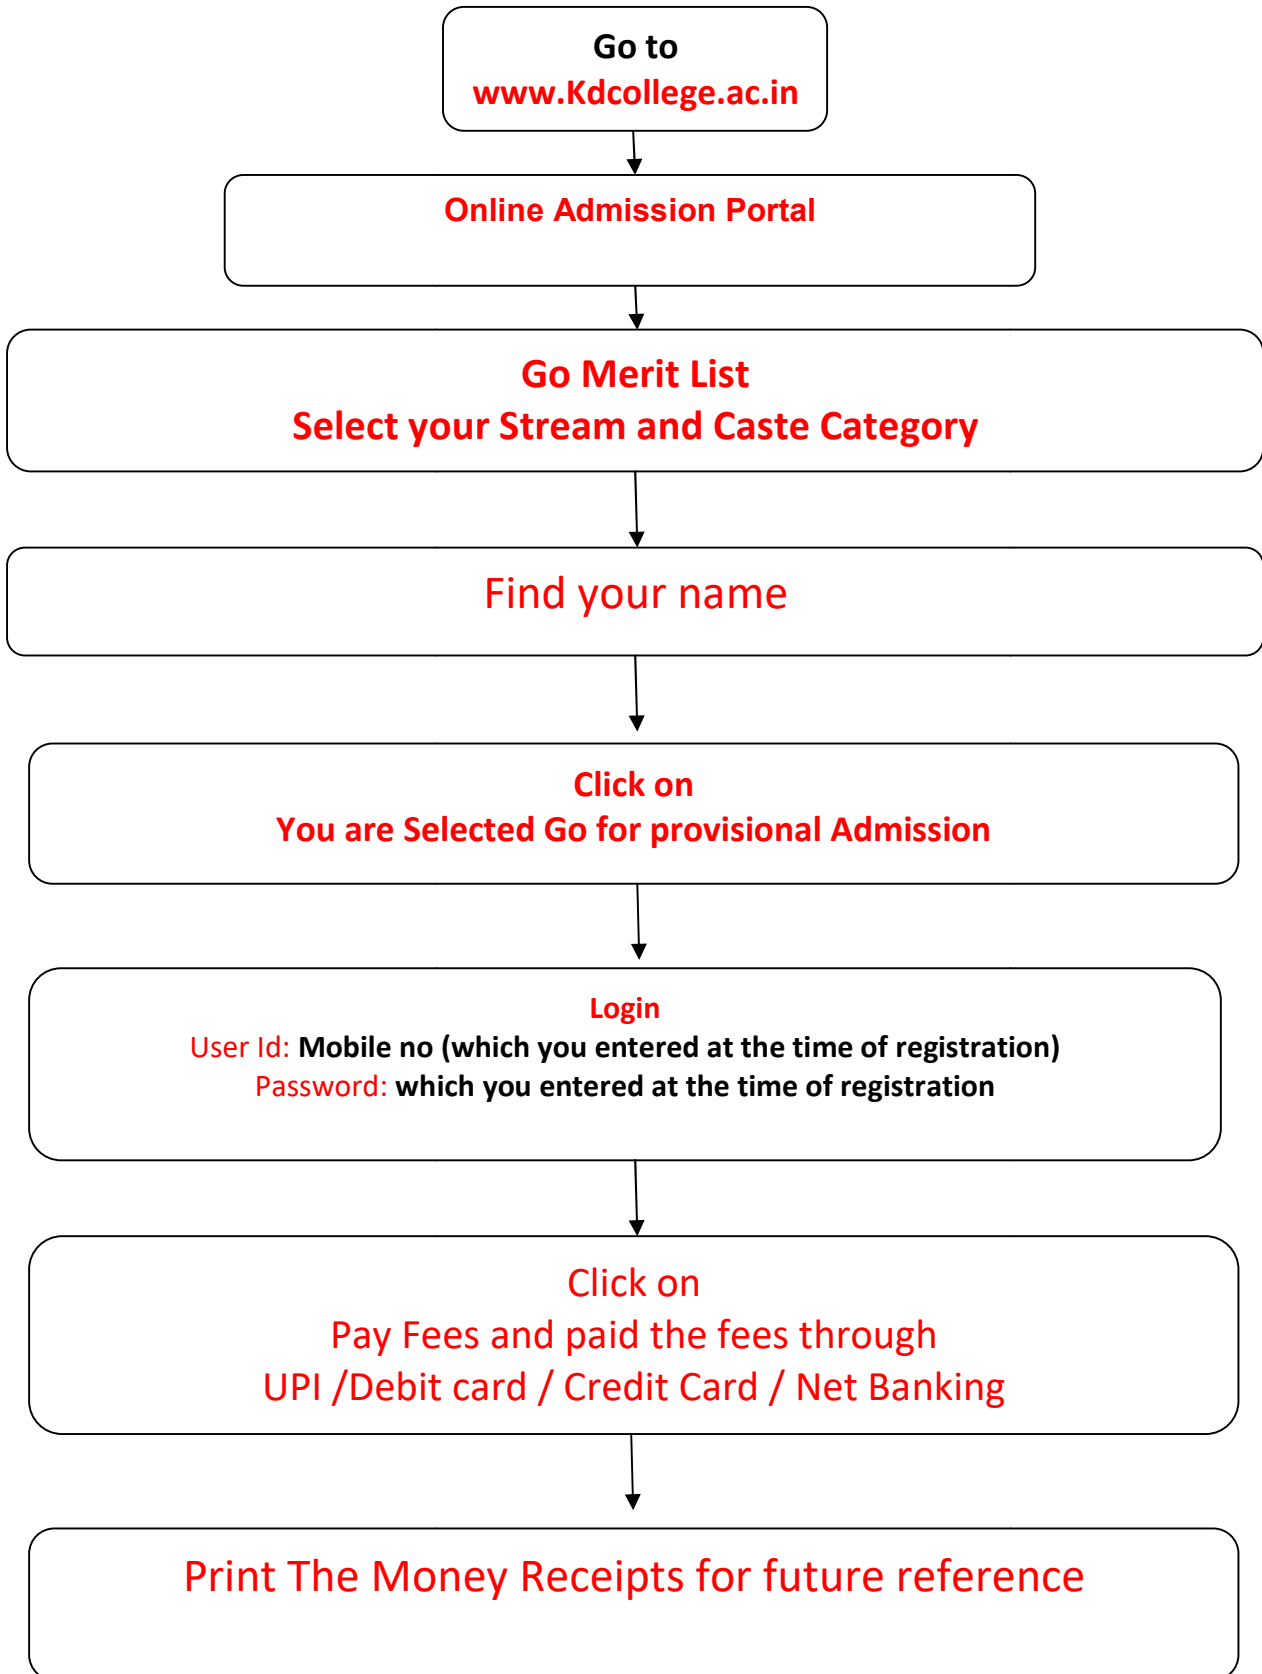 Go to
www.Kdcollege.ac.in
Online Admission Portal
Go Merit List
Select your Stream and Caste Category
Find your name
Click on
You are Selected Go for provisional Admission
Login
User Id: Mobile no (which you entered at the time of registration)
Password: which you entered at the time of registration
Click on
Pay Fees and paid the fees through
UPI /Debit card / Credit Card / Net Banking
Print The Money Receipts for future reference